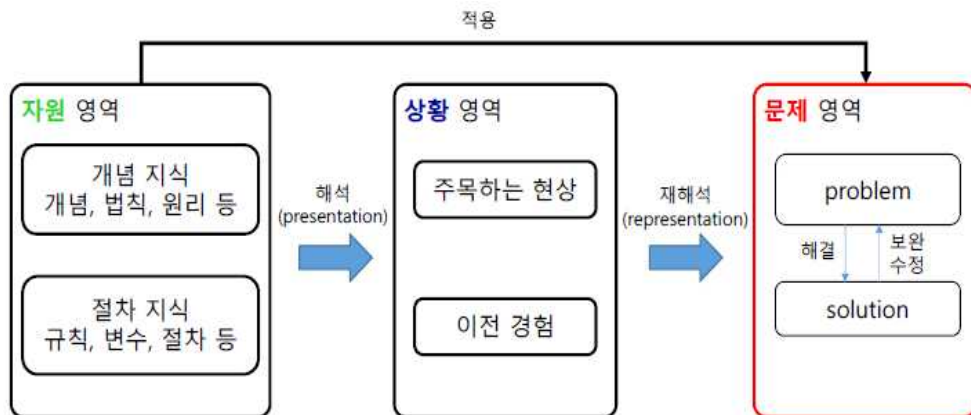 적용
자원 영역
개념 지식
개념, 법칙, 원리 등
절차 지식
규칙, 변수, 절차 등
해석
(presentation)
상황 영역
주목하는 현상
이전 경험
재해석
(representation)
문제 영역
problem
해결
보완
수정
solution